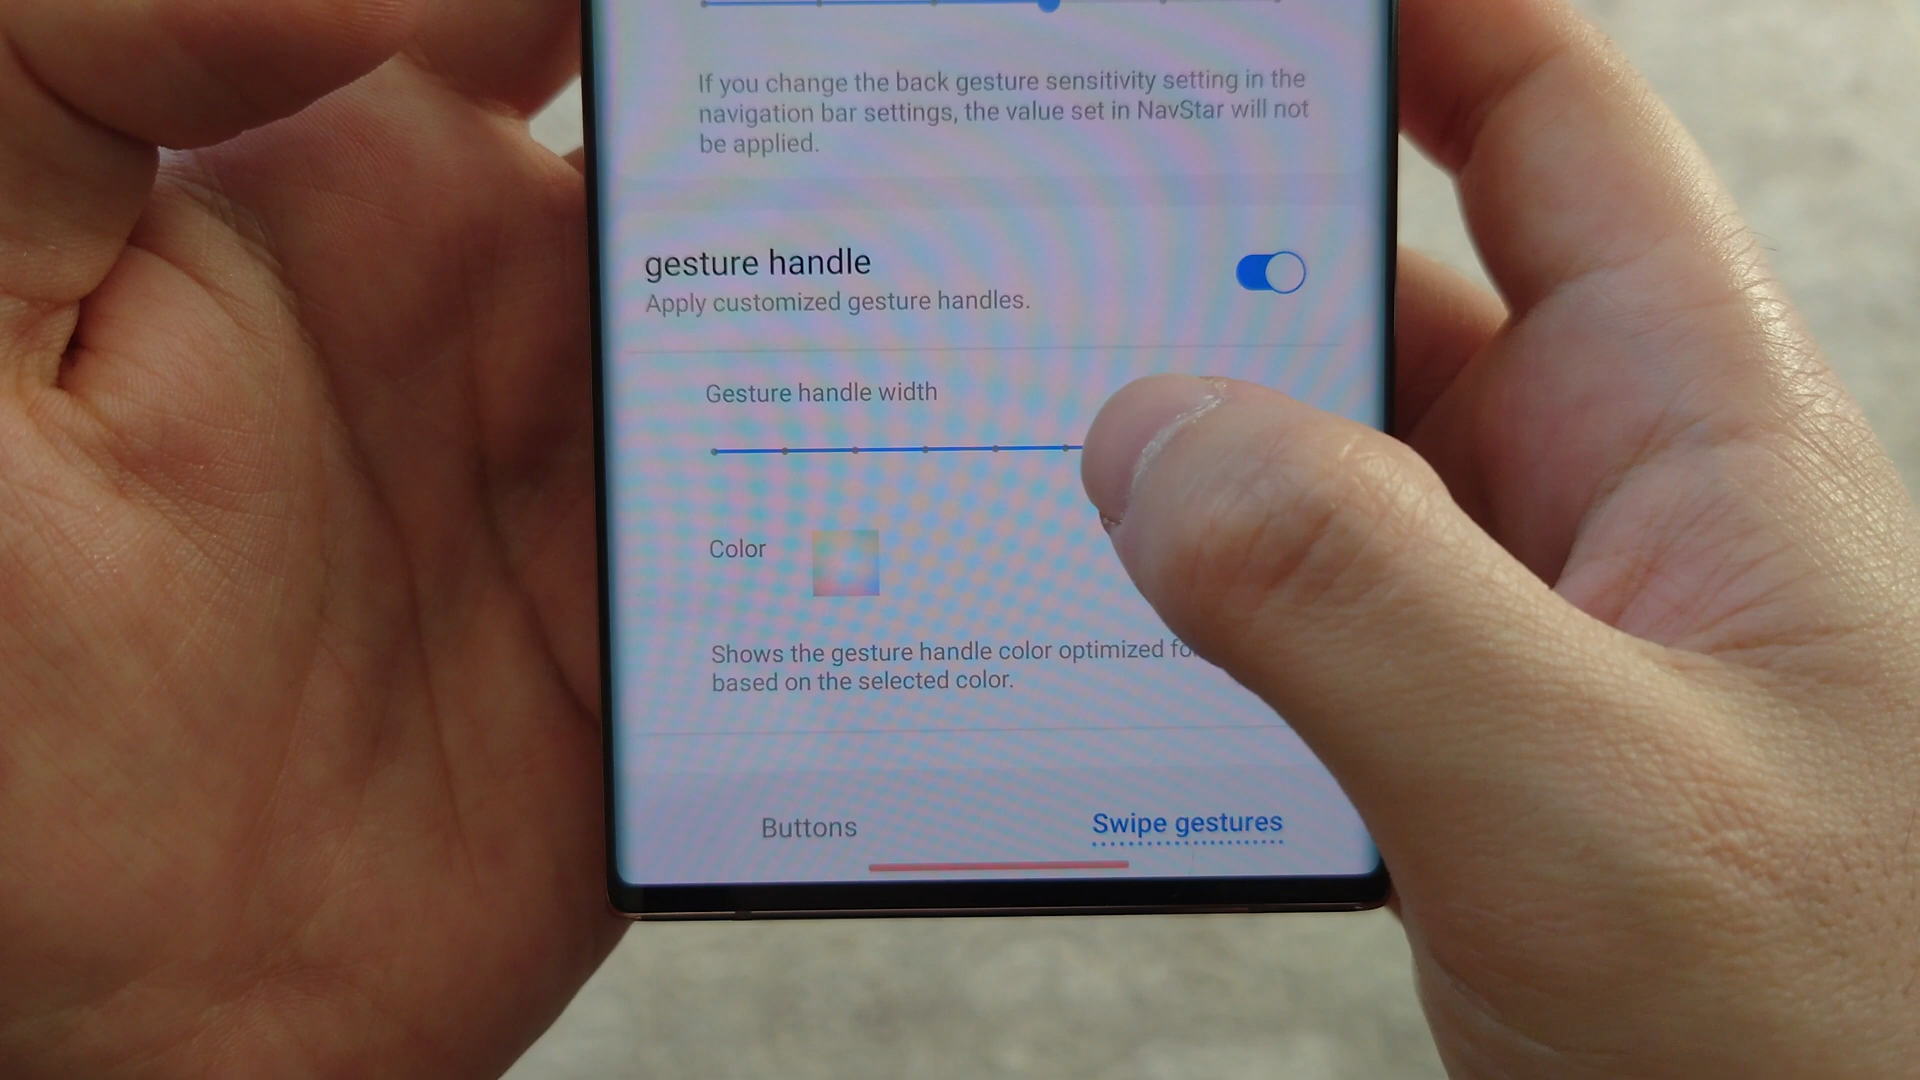 If you change the back gesture sensitivity setting in the
navigation bar settings, the value set in NavStar will not
be applied.
gesture handle
Apply customized gesture handles.
Gesture handle width
Color
Shows the gesture handle color optimized
based on the selected color.
Buttons
Swipe gestures